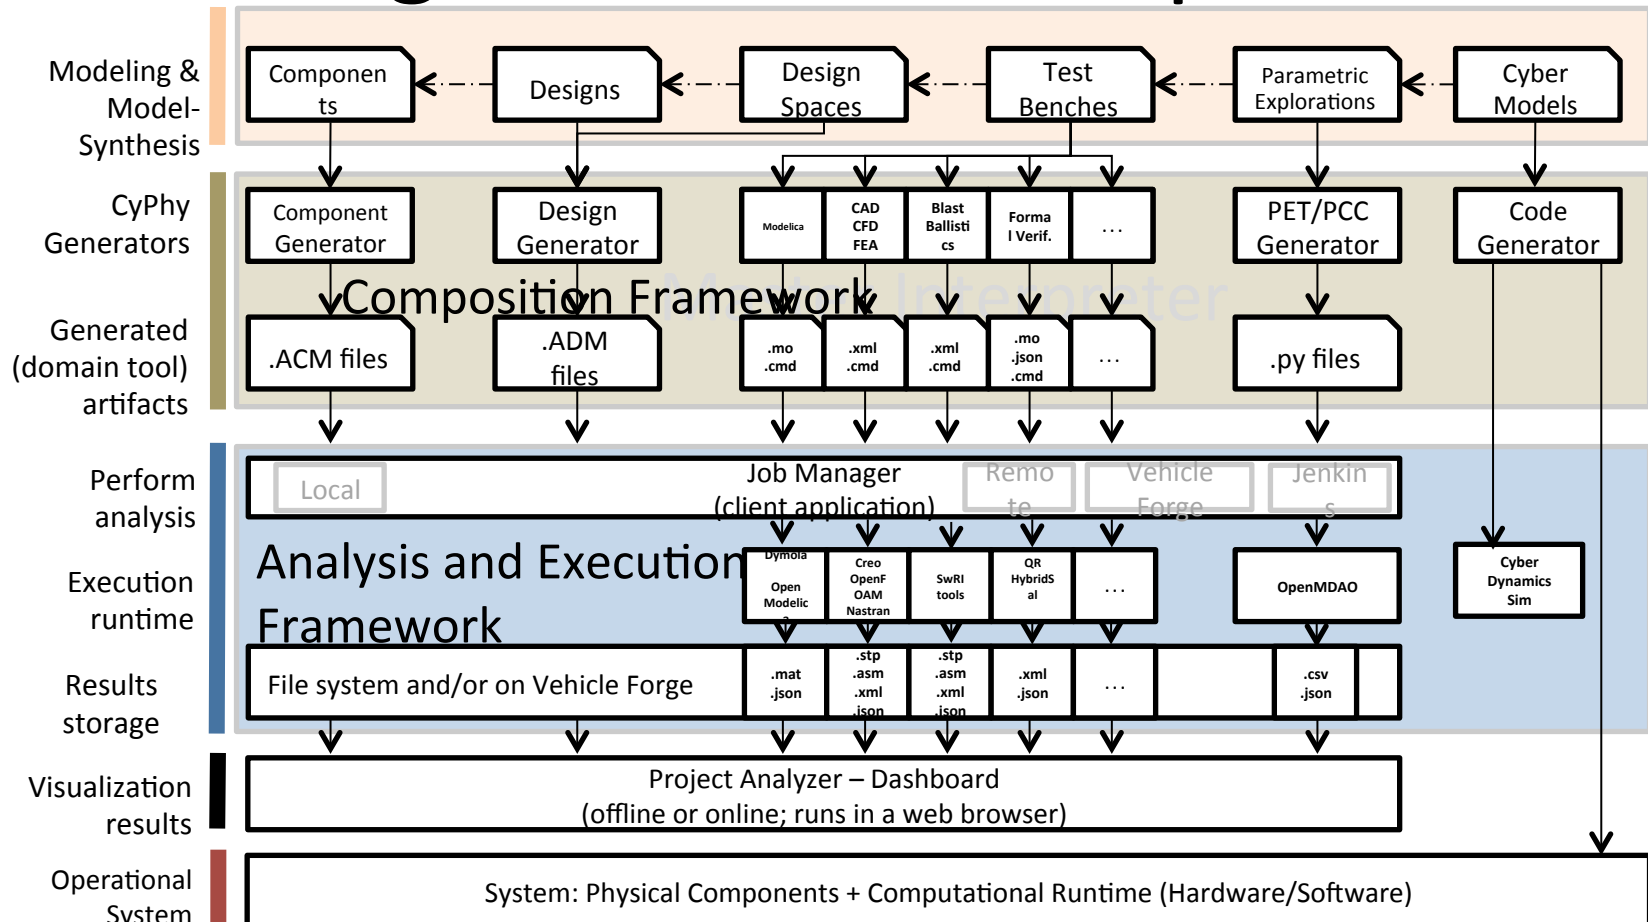 Modeling &
Model-
Synthesis
Componen
ts
Designs
Design
Spaces
Test
Benches
Parametric
Explorations
Cyber
Models
CyPhy
Generators
Component
Generator
Design
Generator
Modelica
CAD
CFD
FEA
Blast
Ballisti
cs
Forma
l Verif.
...
PET/PCC
Generator
Code
Generator
Composition Framework
Master Interpreter
Generated
(domain tool)
artifacts
.ACM files
.ADM
files
.mo
.cmd
.xml
.cmd
.xml
.cmd
.mo
.json
.cmd
...
.py files
Perform
analysis
Local
Job Manager
(client application)
Remo
te
Vehicle
Forge
Jenkin
s
Analysis and Execution
Framework
Execution
runtime
Dymola
Open
Modelic
a
Creo
OpenF
OAM
Nastran
SwRI
tools
QR
HybridS
al
...
OpenMDAO
Cyber
Dynamics
Sim
Results
storage
File system and/or on Vehicle Forge
.mat
.json
.stp
.asm
.xml
.json
.stp
.asm
.xml
.json
.xml
.json
...
.csv
.json
Visualization
results
Project Analyzer – Dashboard
(offline or online; runs in a web browser)
Operational
System
System: Physical Components + Computational Runtime (Hardware/Software)